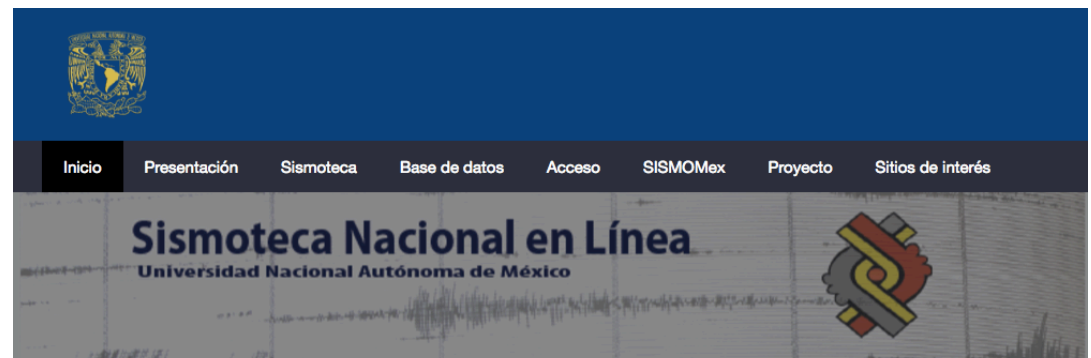 Inicio Presentación Sismoteca Base de datos Acceso SISMOMex Proyecto Sitios de interés
Sismoteca Nacional en Línea
Universidad Nacional Autónoma de México